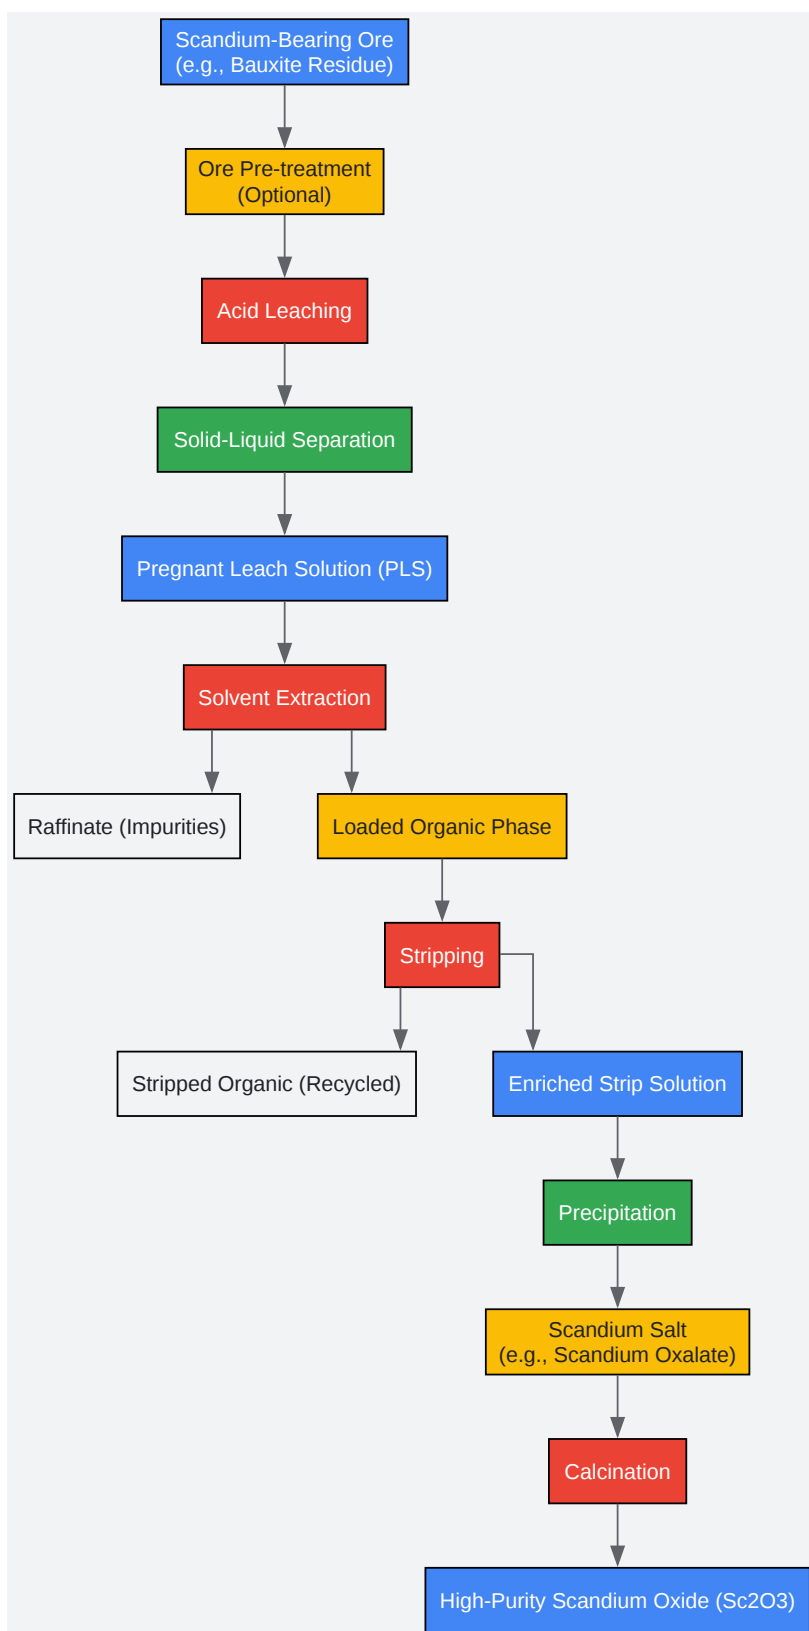 Scandium-Bearing Ore
(e.g., Bauxite Residue)
Ore Pre-treatment
(Optional)
Acid Leaching
Solid-Liquid Separation
Pregnant Leach Solution (PLS)
Solvent Extraction
Raffinate (Impurities)
Loaded Organic Phase
Stripping
Stripped Organic (Recycled)
Enriched Strip Solution
Precipitation
Scandium Salt
(e.g., Scandium Oxalate)
Calcination
High-Purity Scandium Oxide (Sc2O3)